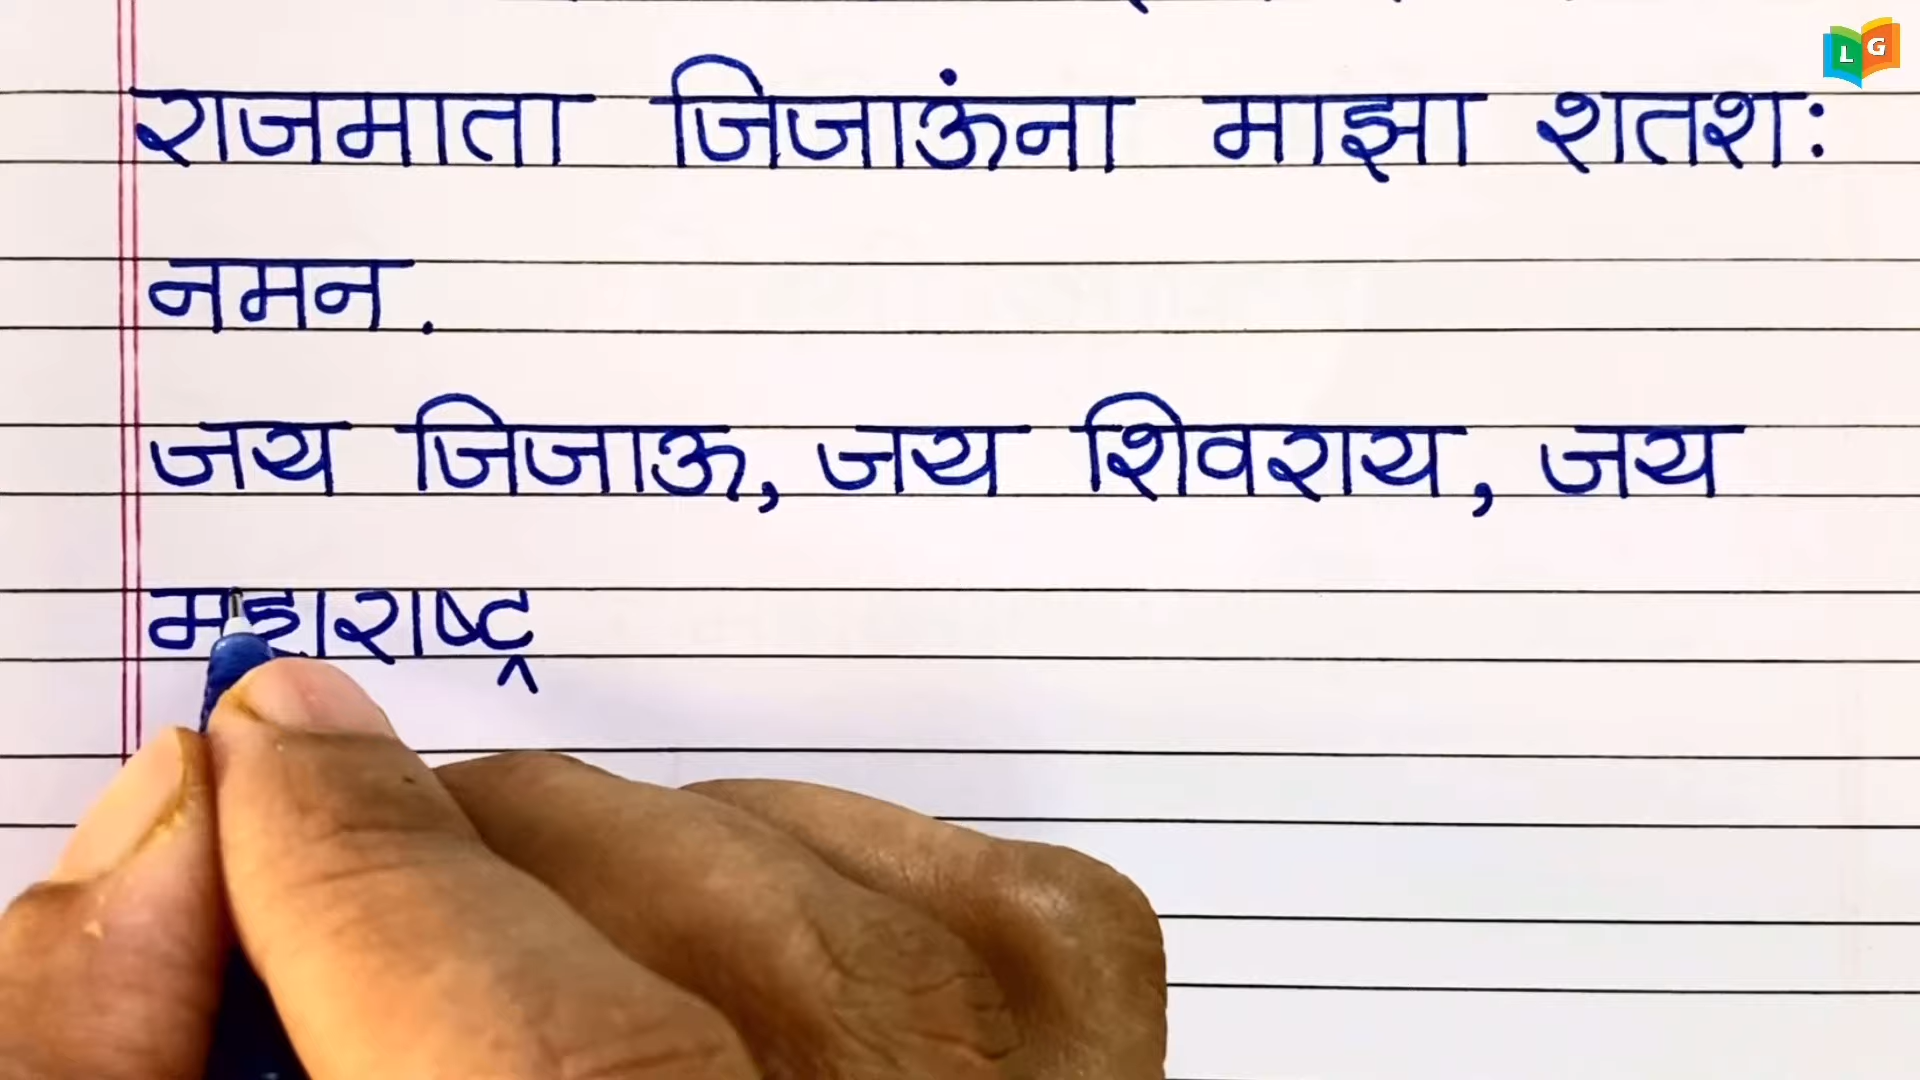 L G
राजमाता जिजाऊंना माझा शतशः
नमन.
जय जिजाऊ, जय शिवराय, जय
महाराष्ट्र